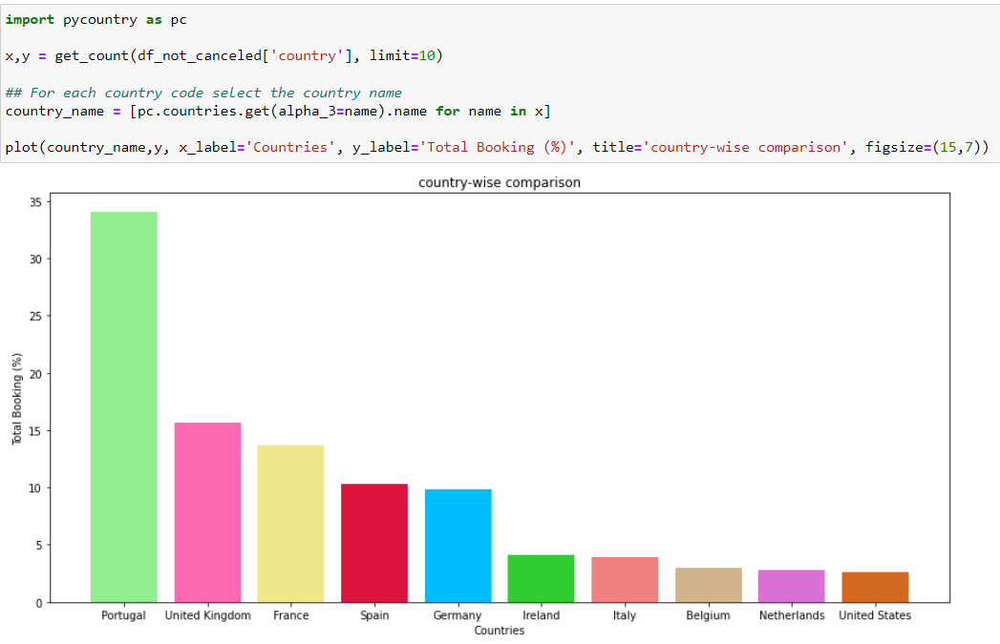 import pycountry as pc
x,y = get_count(df_not_canceled['country'], limit=10)
## For each country code select the country name
country_name = [pc.countries.get(alpha_3=name).name for name in x]
plot(country_name,y, x_label='Countries', y_label='Total Booking (%)', title='country-wise comparison', figsize=(15,7))
country-wise comparison
35
30
25
20
15
10
5
0
Total Booking (%)
Portugal United Kingdom France Spain Germany Ireland Italy Belgium Netherlands United States
Countries